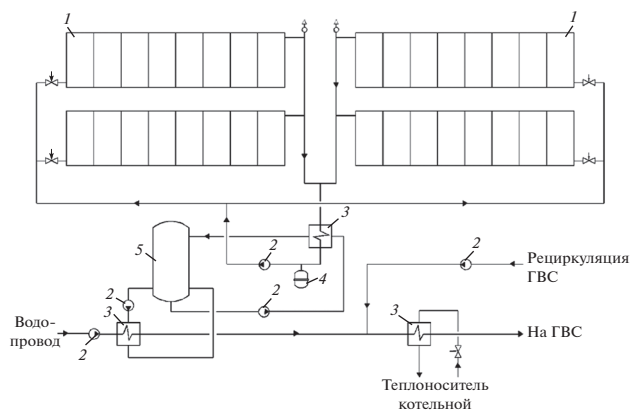 1
1
3
5
2
4
2
2
Рециркуляция
ГВС
2
3
3
Водо-
провод
2
На ГВС
Теплоноситель
котельной